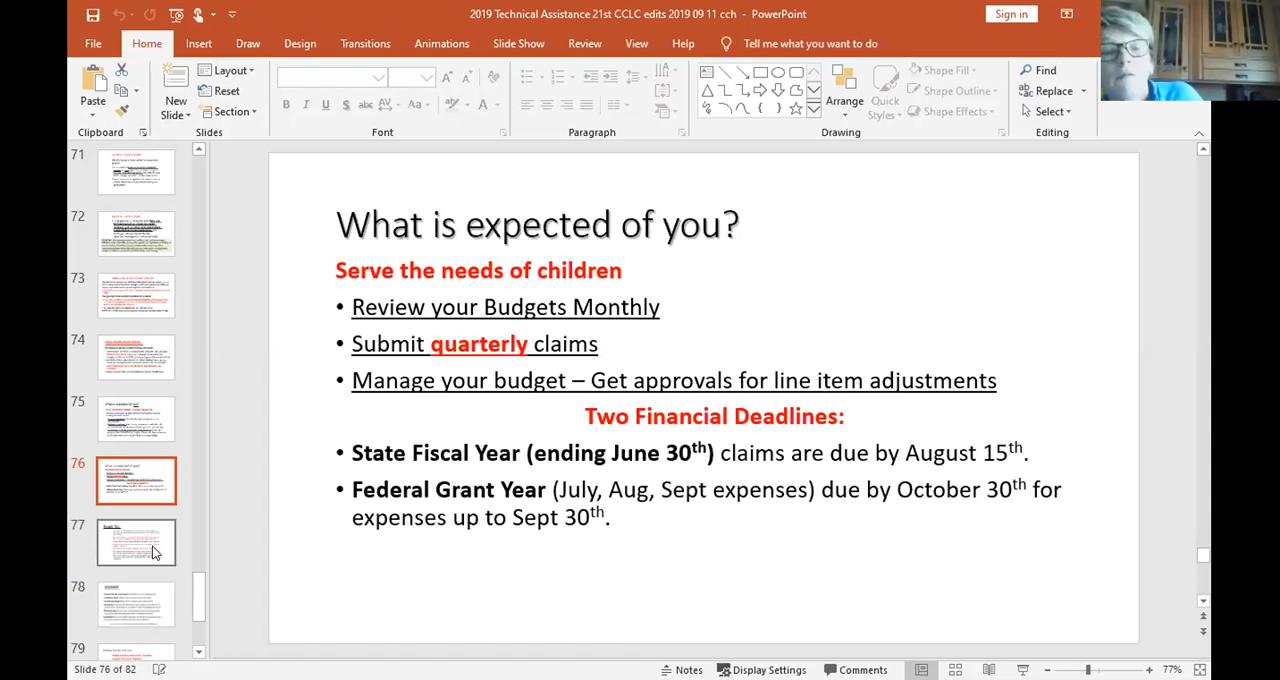 2019 Technical Assistance 21st CCLC edits 2019 09 11 cch - PowerPoint
Sign in
File Home Insert Draw Design Transitions Animations Slide Show Review View Help Tell me what you want to do
Paste
Clipboard
New Slide
Layout
Reset
Section
Slides
B I U S abc AV Aa A
Font
Paragraph
Arrange
Quick Styles
Shape Fill
Shape Outline
Shape Effects
Drawing
Find
Replace
Select
Editing
71
72
73
74
75
76
77
78
79
What is expected of you?
Serve the needs of children
• Review your Budgets Monthly
• Submit quarterly claims
• Manage your budget – Get approvals for line item adjustments
Two Financial Deadlines:
• State Fiscal Year (ending June 30th) claims are due by August 15th.
• Federal Grant Year (July, Aug, Sept expenses) due by October 30th for
expenses up to Sept 30th.
Slide 76 of 82
Notes Display Settings Comments 77%